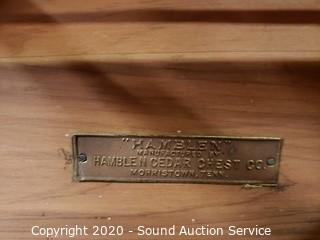 "HAMBLEN"
MANUFACTURED BY
HAMBLEN CEDAR CHEST CO.
MORRISTOWN, TENN.
Copyright 2020 - Sound Auction Service